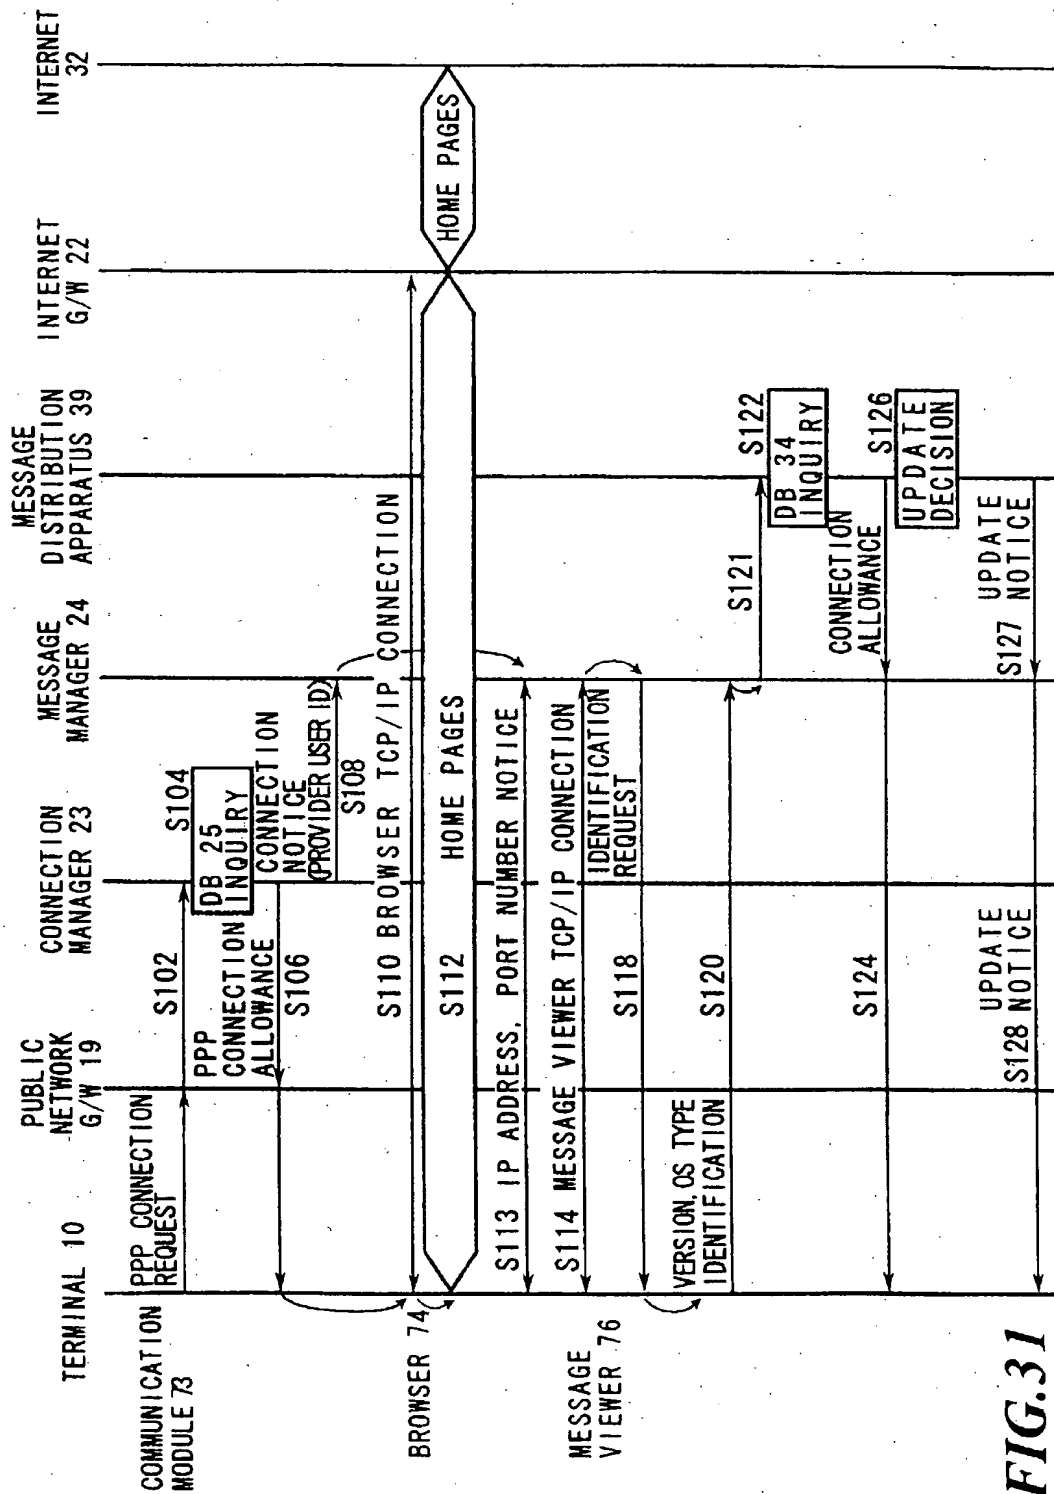 TERMINAL 10
PUBLIC
NETWORK
G/W 19
CONNECTION
MANAGER 23
MESSAGE
MANAGER 24
MESSAGE
DISTRIBUTION
APPARATUS 39
INTERNET
G/W 22
INTERNET
32
COMMUNICATION
MODULE 73
PPP CONNECTION
REQUEST
S102
S104
DB 25
INQUIRY
PPP
CONNECTION
ALLOWANCE
S106
CONNECTION
NOTICE
(PROVIDER USER ID)
S108
BROWSER 74
S110 BROWSER TCP/IP CONNECTION
S112
HOME PAGES
HOME PAGES
S113 IP ADDRESS, PORT NUMBER NOTICE
MESSAGE
VIEWER 76
S114 MESSAGE VIEWER TCP/IP CONNECTION
IDENTIFICATION
REQUEST
S118
VERSION, OS TYPE
IDENTIFICATION
S120
S121
S122
DB 34
INQUIRY
CONNECTION
ALLOWANCE
S124
S126
UPDATE
DECISION
UPDATE
S127 NOTICE
UPDATE
S128 NOTICE
FIG.31